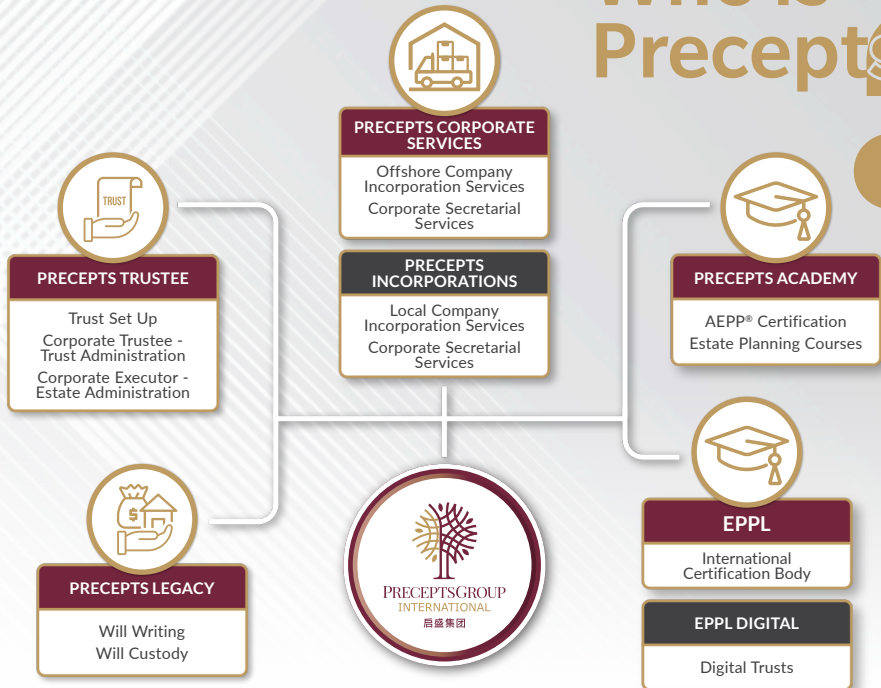 Who is
Precepts
PRECEPTS CORPORATE
SERVICES
Offshore Company
Incorporation Services
Corporate Secretarial
Services
PRECEPTS
INCORPORATIONS
Local Company
Incorporation Services
Corporate Secretarial
Services
TRUST
PRECEPTS TRUSTEE
Trust Set Up
Corporate Trustee -
Trust Administration
Corporate Executor -
Estate Administration
PRECEPTS ACADEMY
AEPP® Certification
Estate Planning Courses
$
PRECEPTS LEGACY
Will Writing
Will Custody
PRECEPTSGROUP
INTERNATIONAL
启盛集团
EPPL
International
Certification Body
EPPL DIGITAL
Digital Trusts